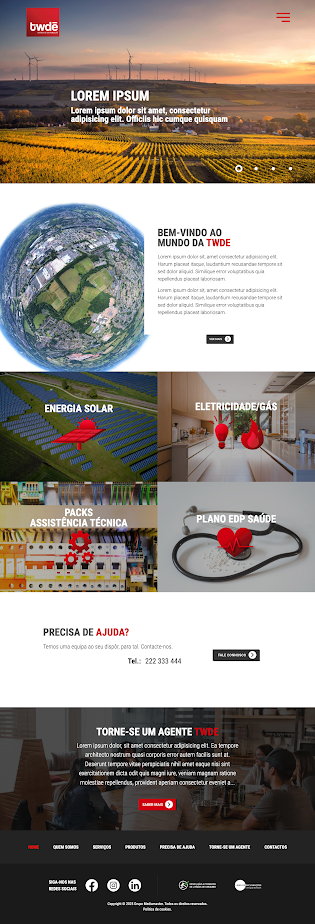 twdē
LOREM IPSUM
Lorem ipsum dolor sit amet, consectetur
adipisicing elit. Officiis hic cumque quisquam
BEM-VINDO AO
MUNDO DA TWDE
Lorem ipsum dolor sit amet, consectetur adipisicing elit.
Harum placeat itaque, laudantium recusandae tempore sit
sed dolor aliquid. Similique error voluptatibus quia
repellendus placeat laboriosam.
Lorem ipsum dolor sit amet, consectetur adipisicing elit.
Harum placeat itaque, laudantium recusandae tempore sit
sed dolor aliquid. Similique error voluptatibus quia
repellendus placeat laboriosam.
VER MAIS
ENERGIA SOLAR
ELETRICIDADE/GÁS
PACKS
ASSISTÊNCIA TÉCNICA
PLANO EDP SAÚDE
PRECISA DE AJUDA?
Temos uma equipa ao seu dispôr, para tal. Contacte-nos.
Tel.: 222 333 444
FALE CONNOSCO
TORNE-SE UM AGENTE TWDE
Lorem ipsum dolor, sit amet consectetur adipisicing elit. Ea tempore
architecto nostrum quasi corporis error autem facilis sunt at.
Deserunt tempore vitae perspiciatis nihil amet eaque nisi sint
exercitationem dicta odit quis magni iure, veniam magnam ratione
molestiae repellendus, provident aperiam consectetur eveniet a...
SABER MAIS
HOME
QUEM SOMOS
SERVIÇOS
PRODUTOS
PRECISA DE AJUDA
TORNE-SE UM AGENTE
CONTACTOS
SIGA-NOS NAS
REDES SOCIAIS
Copyright © 2023 Grupo Mediamaster. Todos os direitos reservados.
Política de cookies.